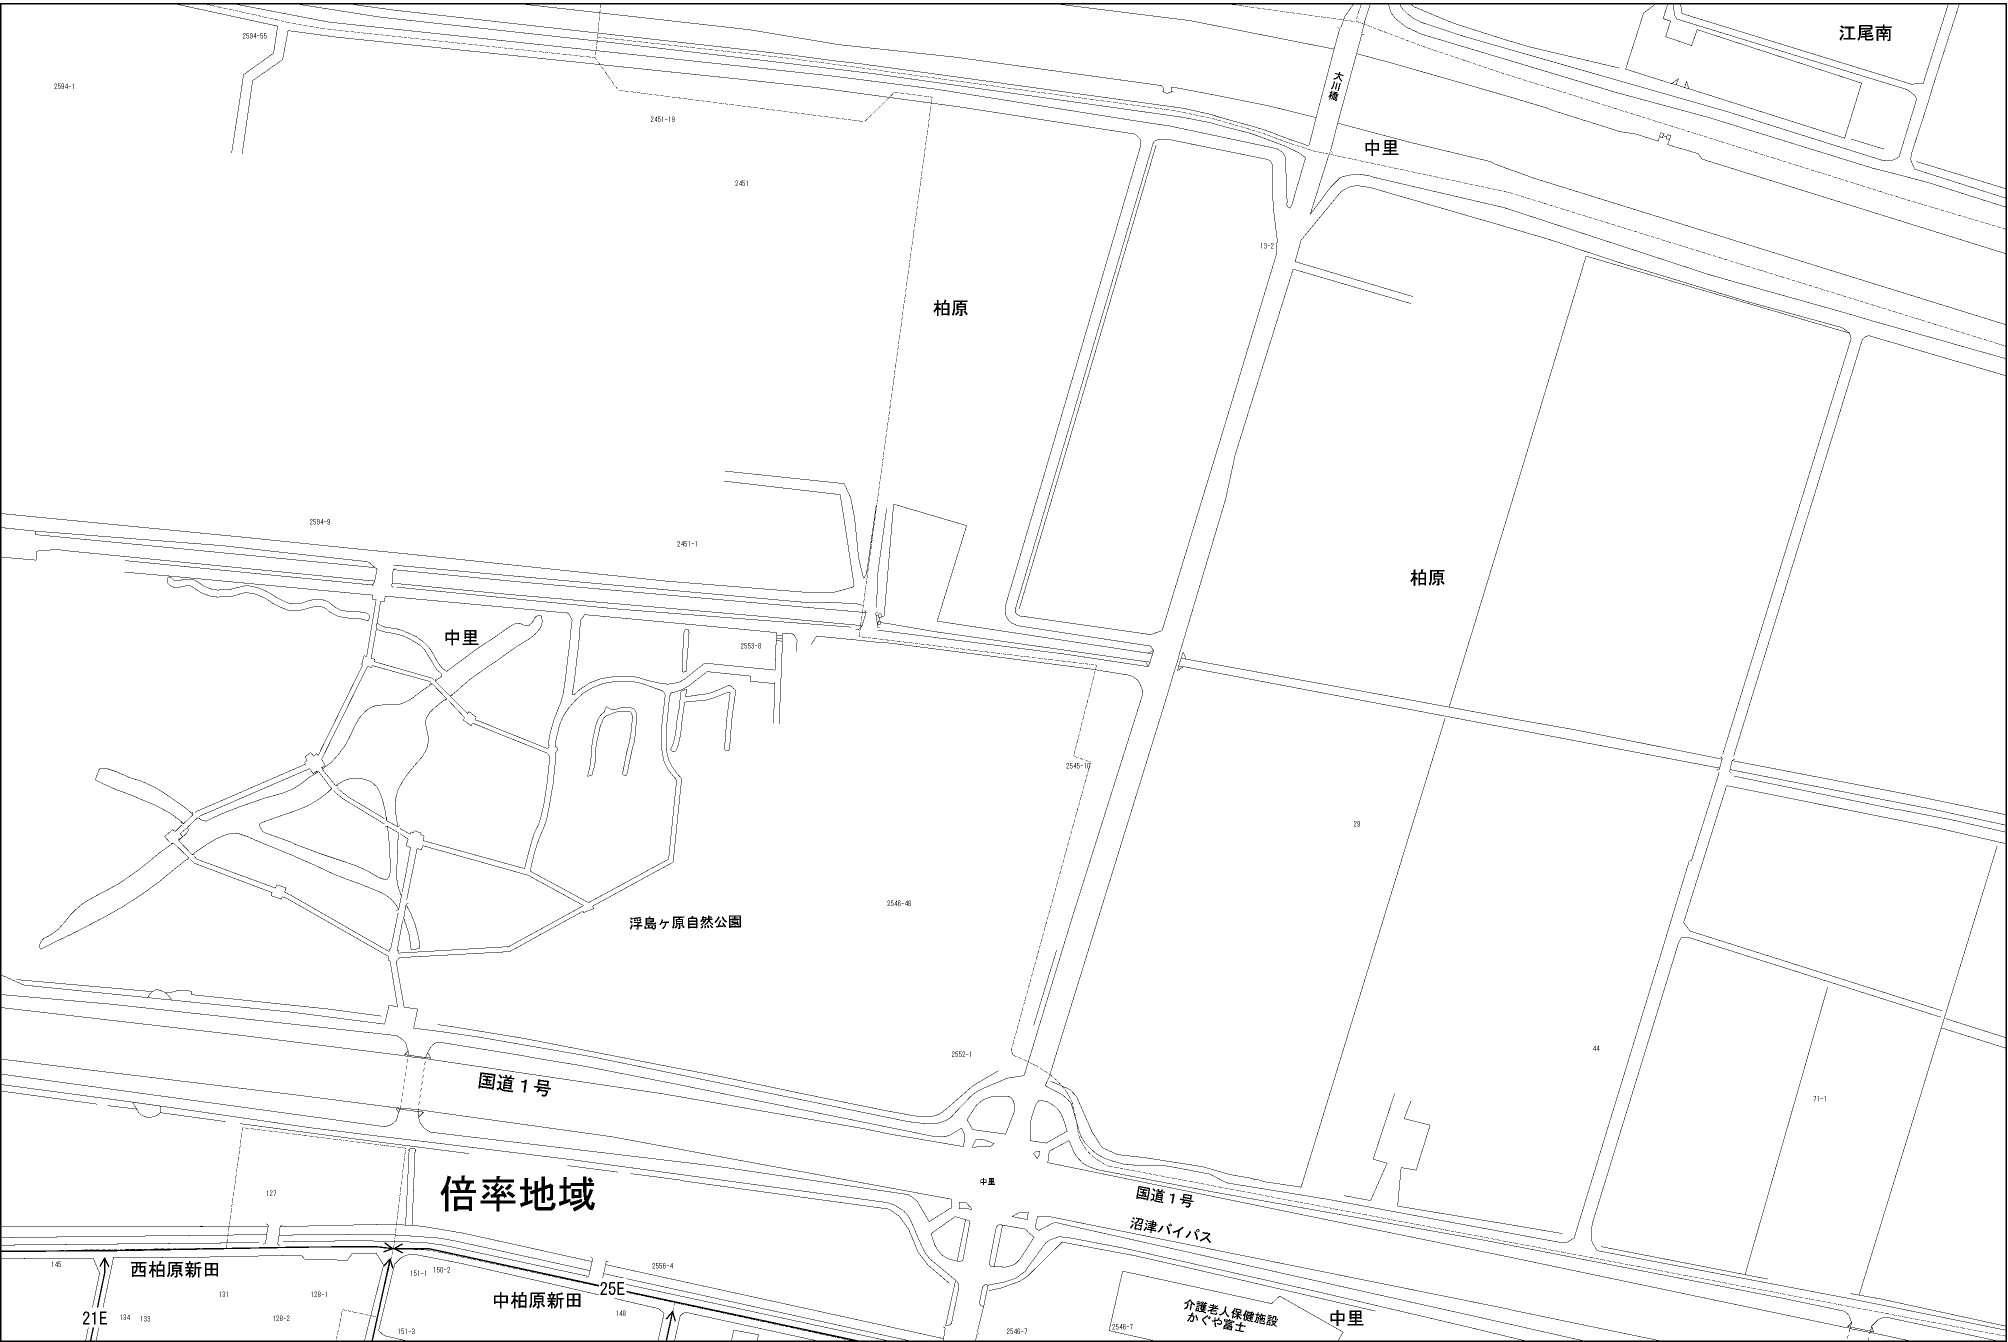 2594-55
江尾南
2594-1
大川橋
2451-19
中里
2451
13-2
柏原
2594-9
2451-1
柏原
中里
2553-8
2545-10
29
2546-46
浮島ヶ原自然公園
2552-1
44
国道1号
71-1
中里
127
倍率地域
国道1号
沼津バイパス
145
西柏原新田
151-1
150-2
2556-4
25E
131
128-1
中柏原新田
21E
134
133
128-2
148
151-3
介護老人保健施設
かぐや富士
中里
2546-7
2546-7